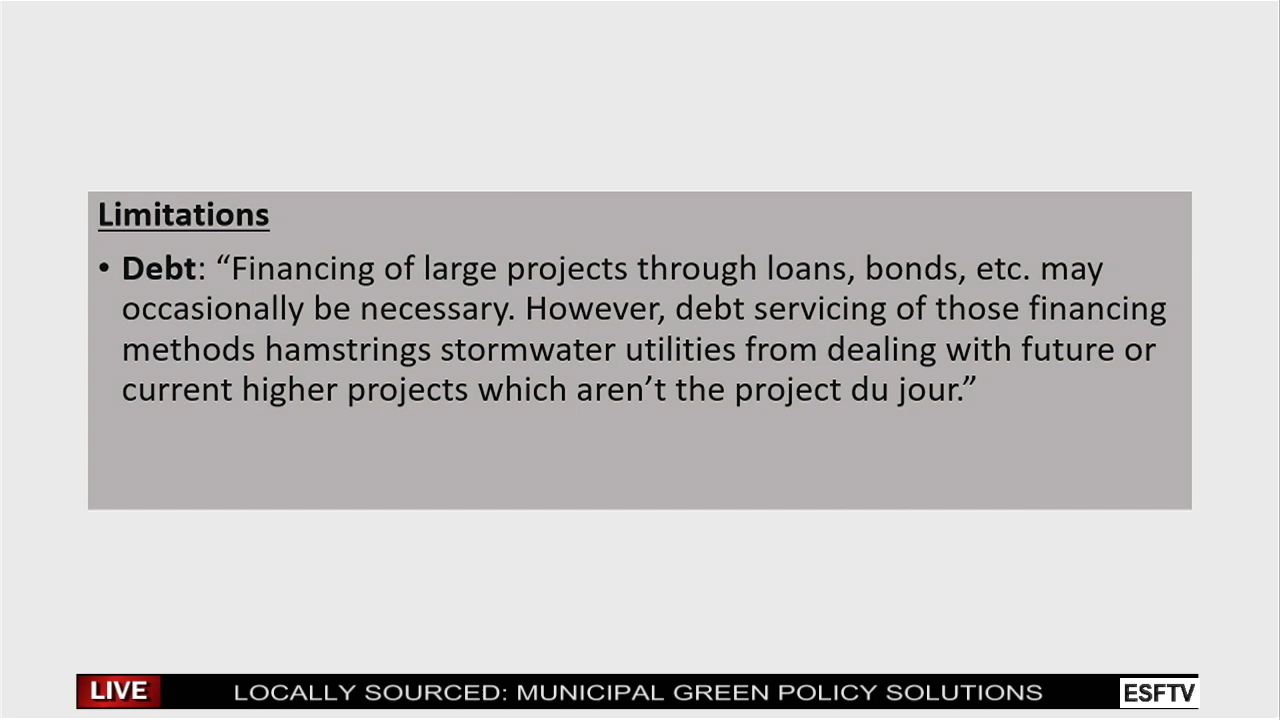 Limitations
• Debt: “Financing of large projects through loans, bonds, etc. may
occasionally be necessary. However, debt servicing of those financing
methods hamstrings stormwater utilities from dealing with future or
current higher projects which aren’t the project du jour.”
LIVE LOCALLY SOURCED: MUNICIPAL GREEN POLICY SOLUTIONS ESFTV